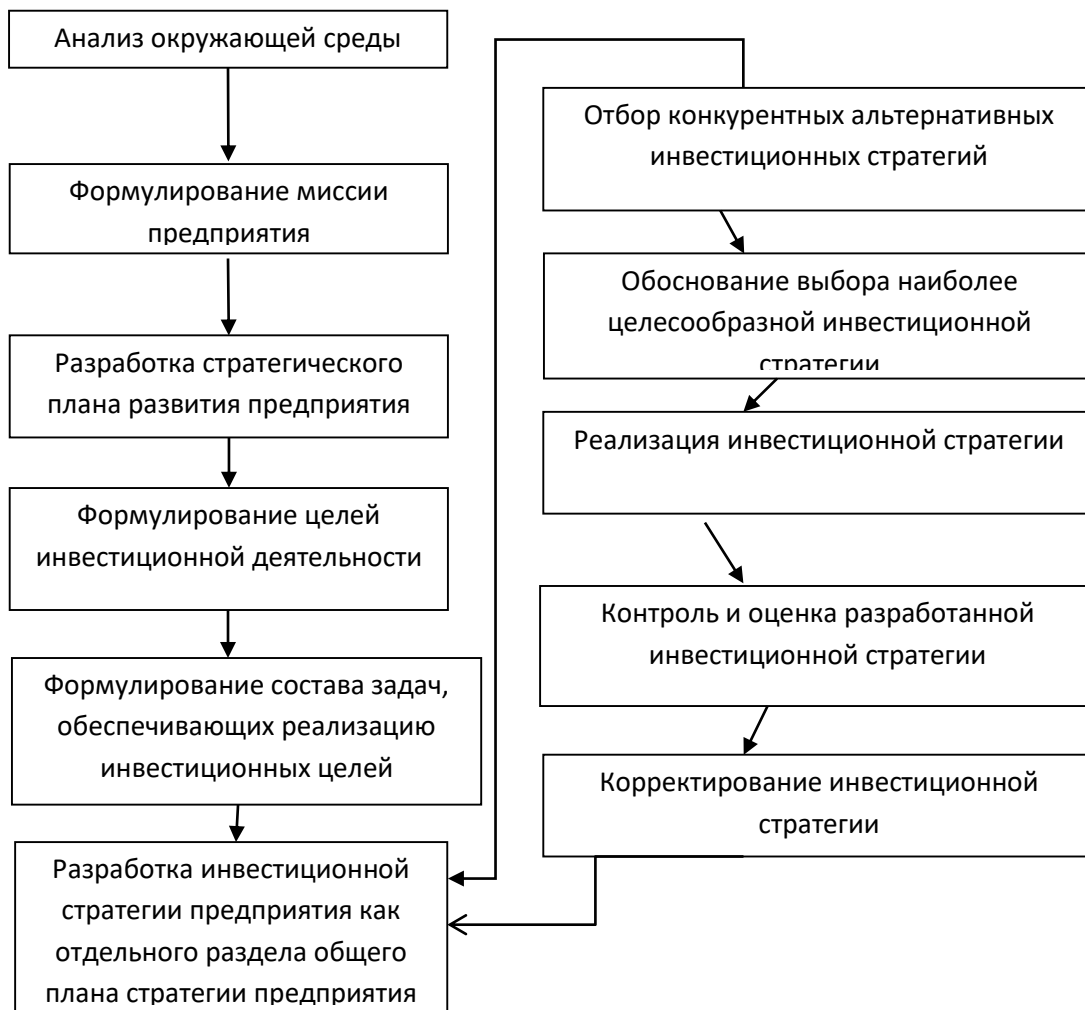 Анализ окружающей среды
Формулирование миссии
предприятия
Разработка стратегического
плана развития предприятия
Формулирование целей
инвестиционной деятельности
Формулирование состава задач,
обеспечивающих реализацию
инвестиционных целей
Разработка инвестиционной
стратегии предприятия как
отдельного раздела общего
плана стратегии предприятия
Отбор конкурентных альтернативных
инвестиционных стратегий
Обоснование выбора наиболее
целесообразной инвестиционной
стратегии
Реализация инвестиционной стратегии
Контроль и оценка разработанной
инвестиционной стратегии
Корректирование инвестиционной
стратегии